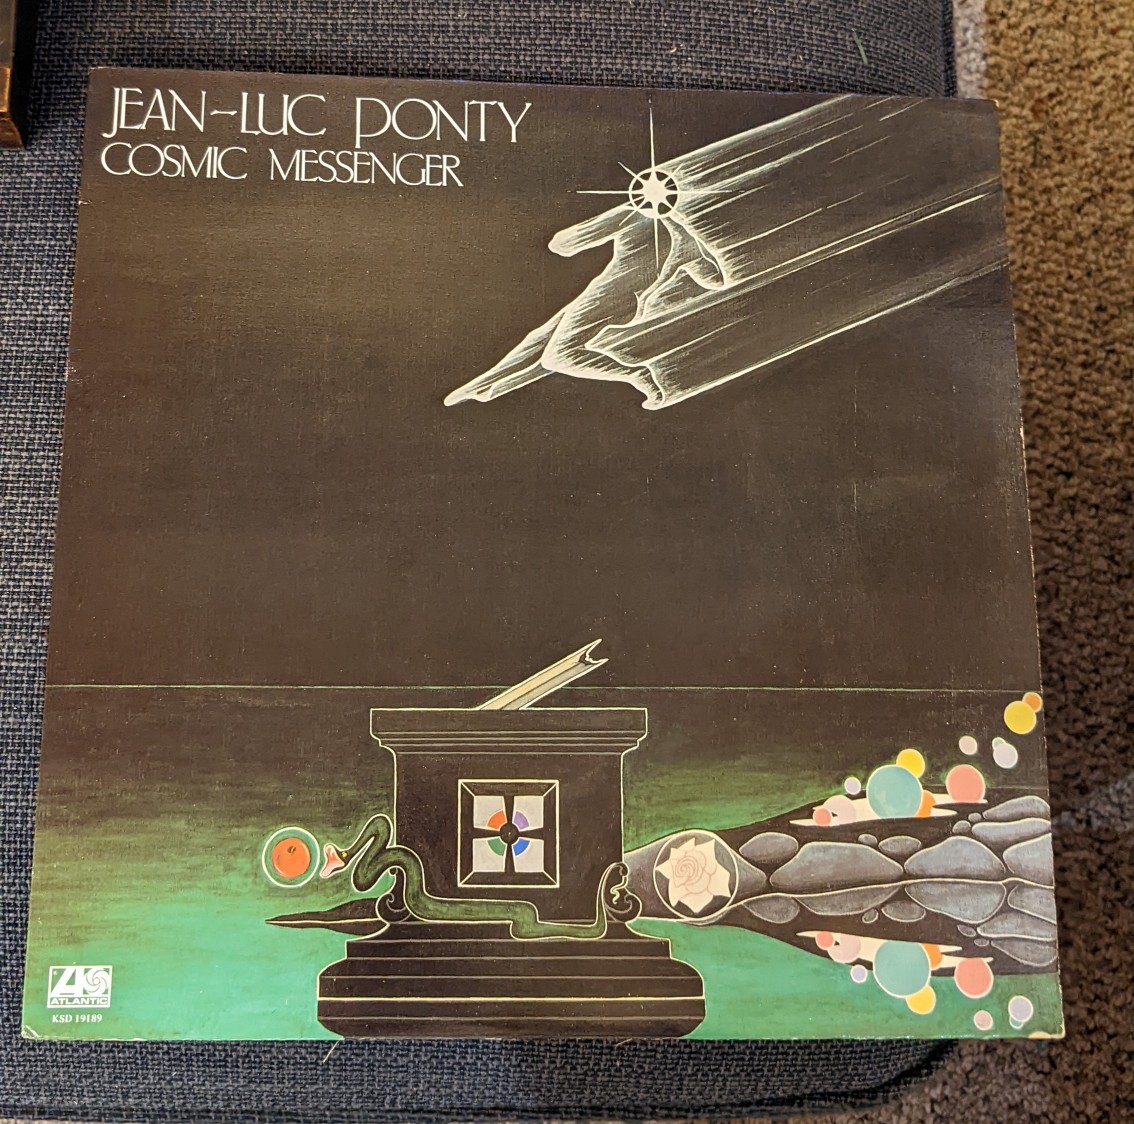 JEAN-LUC PONTY
COSMIC MESSENGER
ATLANTIC
KSD 19189